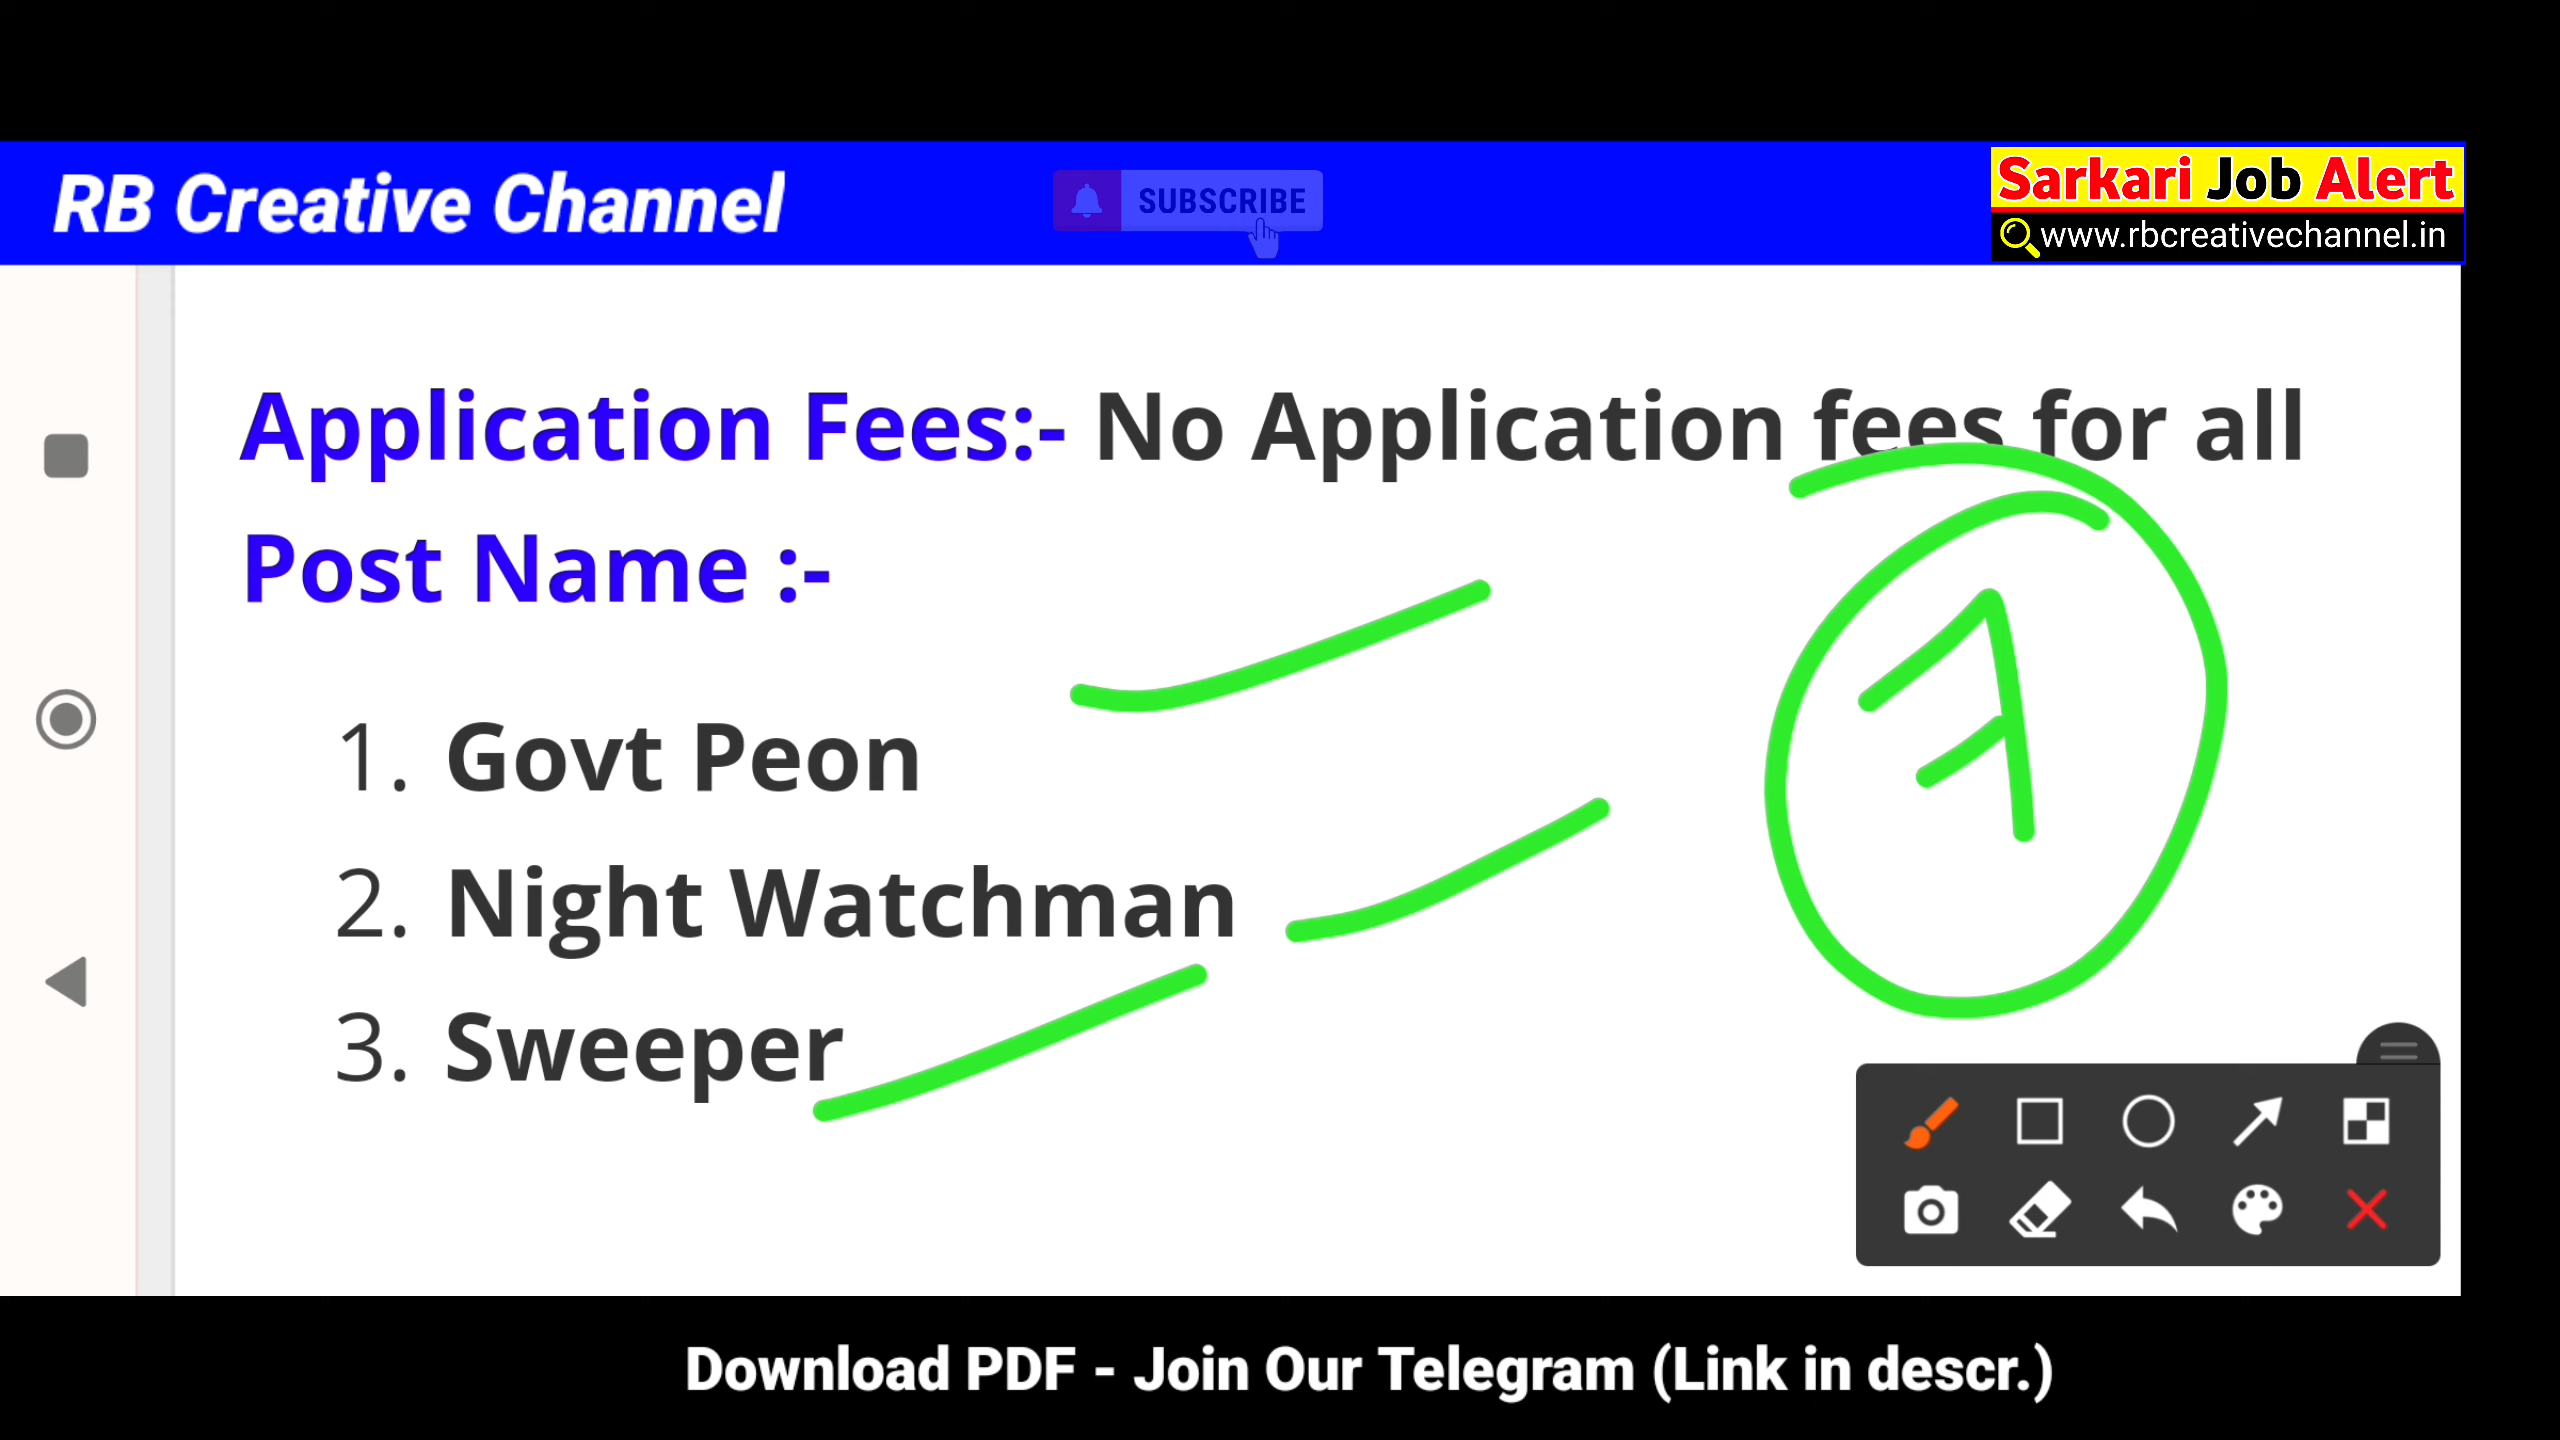 RB Creative Channel
SUBSCRIBE
Sarkari Job Alert
www.rbcreativechannel.in
Application Fees:- No Application fees for all
Post Name :-
1. Govt Peon
2. Night Watchman
3. Sweeper
Download PDF - Join Our Telegram (Link in descr.)